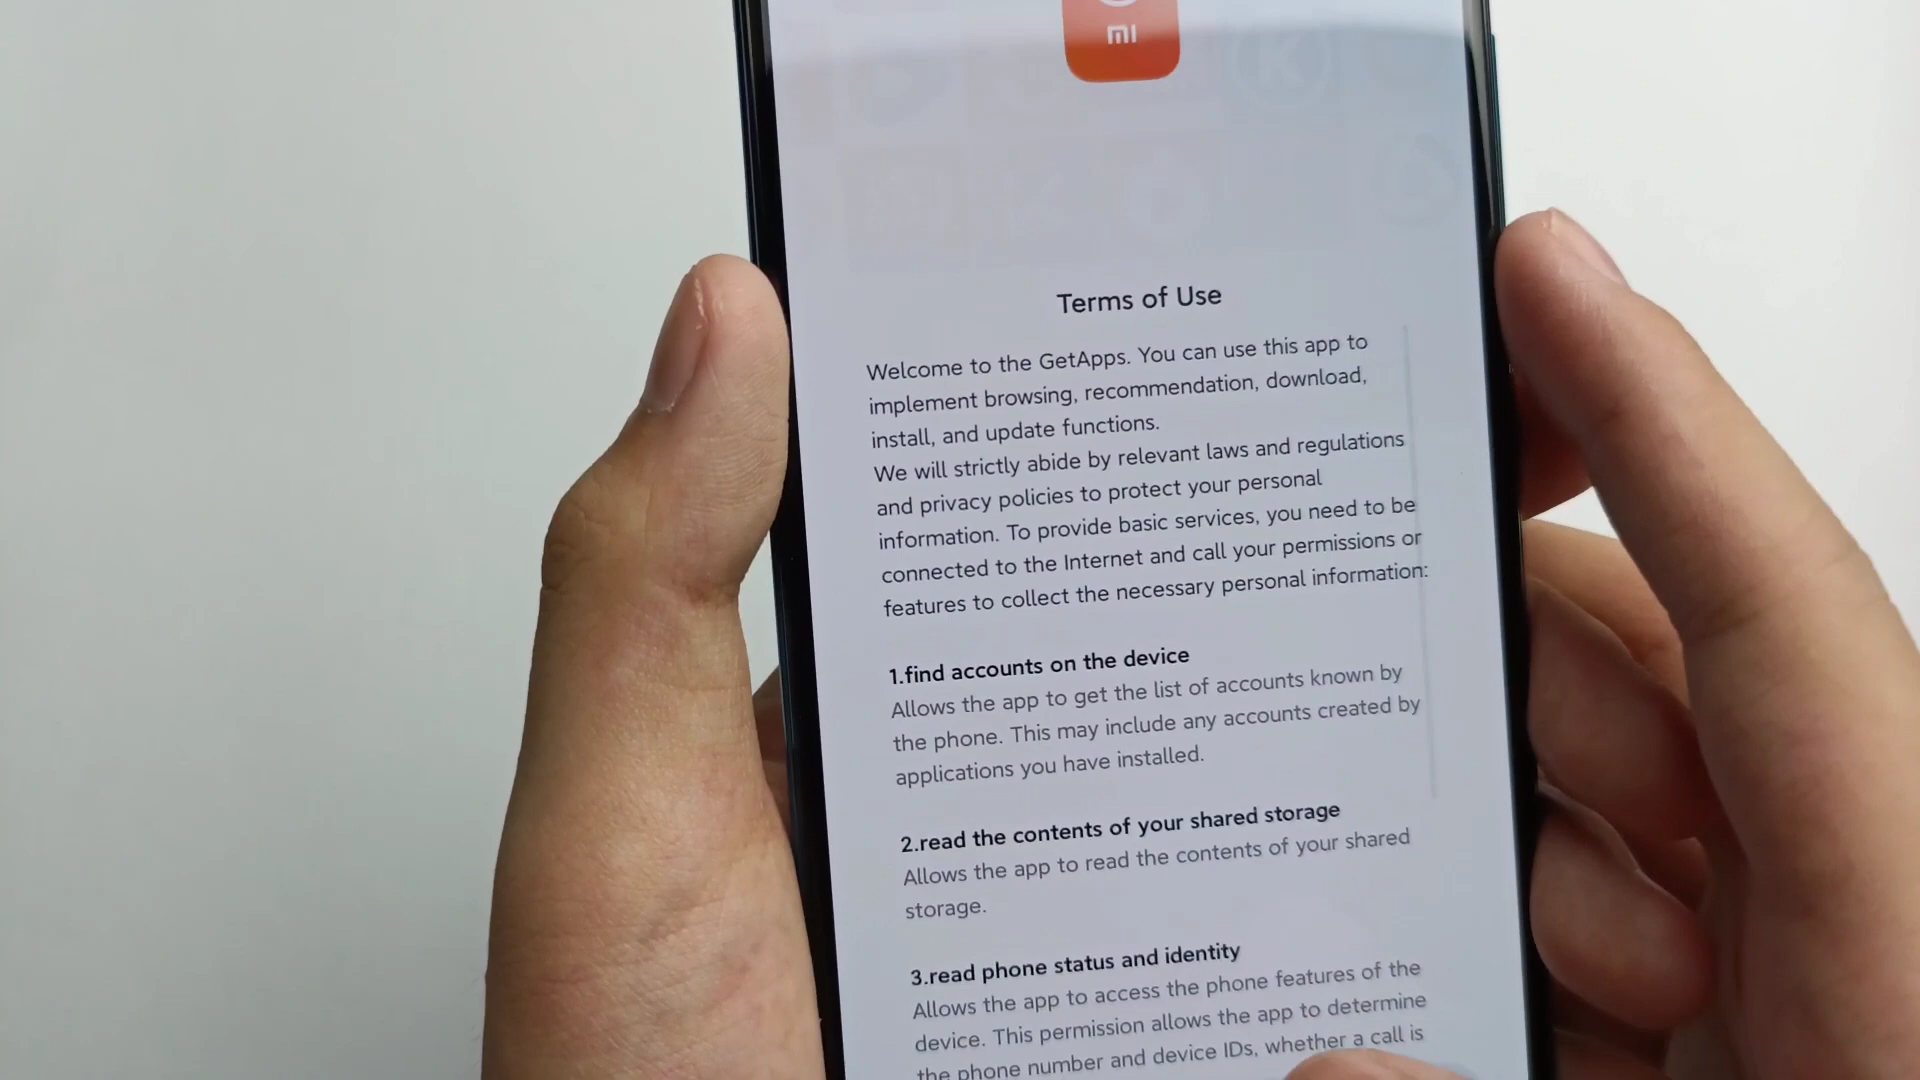 mi
Terms of Use
Welcome to the GetApps. You can use this app to
implement browsing, recommendation, download,
install, and update functions.
We will strictly abide by relevant laws and regulations
and privacy policies to protect your personal
information. To provide basic services, you need to be
connected to the Internet and call your permissions or
features to collect the necessary personal information:
1.find accounts on the device
Allows the app to get the list of accounts known by
the phone. This may include any accounts created by
applications you have installed.
2.read the contents of your shared storage
Allows the app to read the contents of your shared
storage.
3.read phone status and identity
Allows the app to access the phone features of the
device. This permission allows the app to determine
the phone number and device IDs, whether a call is